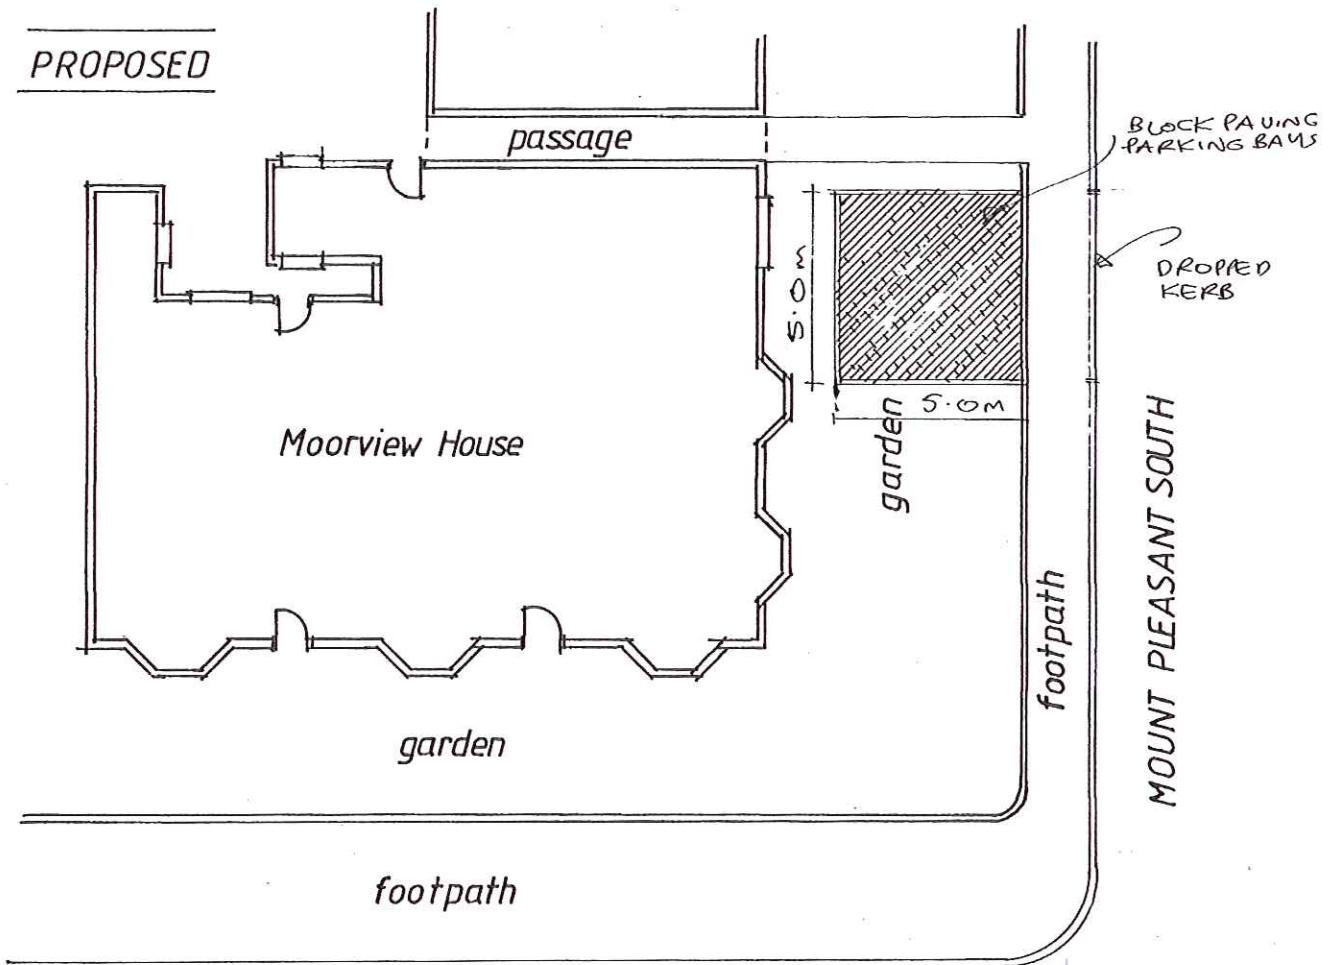 PROPOSED
passage
BLOCK PAVING
PARKING BAYS
DROPPED
KERB
5.0m
5.0M
garden
Moorview House
MOUNT PLEASANT SOUTH
footpath
garden
footpath